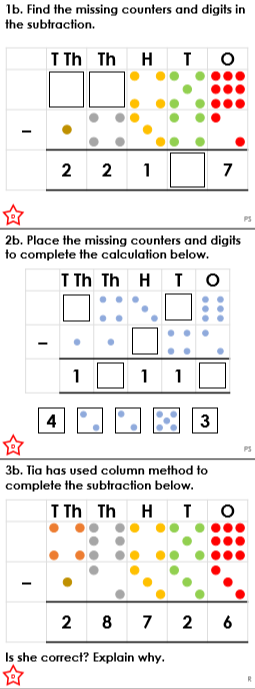 1b. Find the missing counters and digits in
the subtraction.
T Th Th H T O
–
2 2 1 7
D
PS
2b. Place the missing counters and digits
to complete the calculation below.
T Th Th H T O
–
1 1 1
4 3
D
PS
3b. Tia has used column method to
complete the subtraction below.
T Th Th H T O
–
2 8 7 2 6
Is she correct? Explain why.
D
R